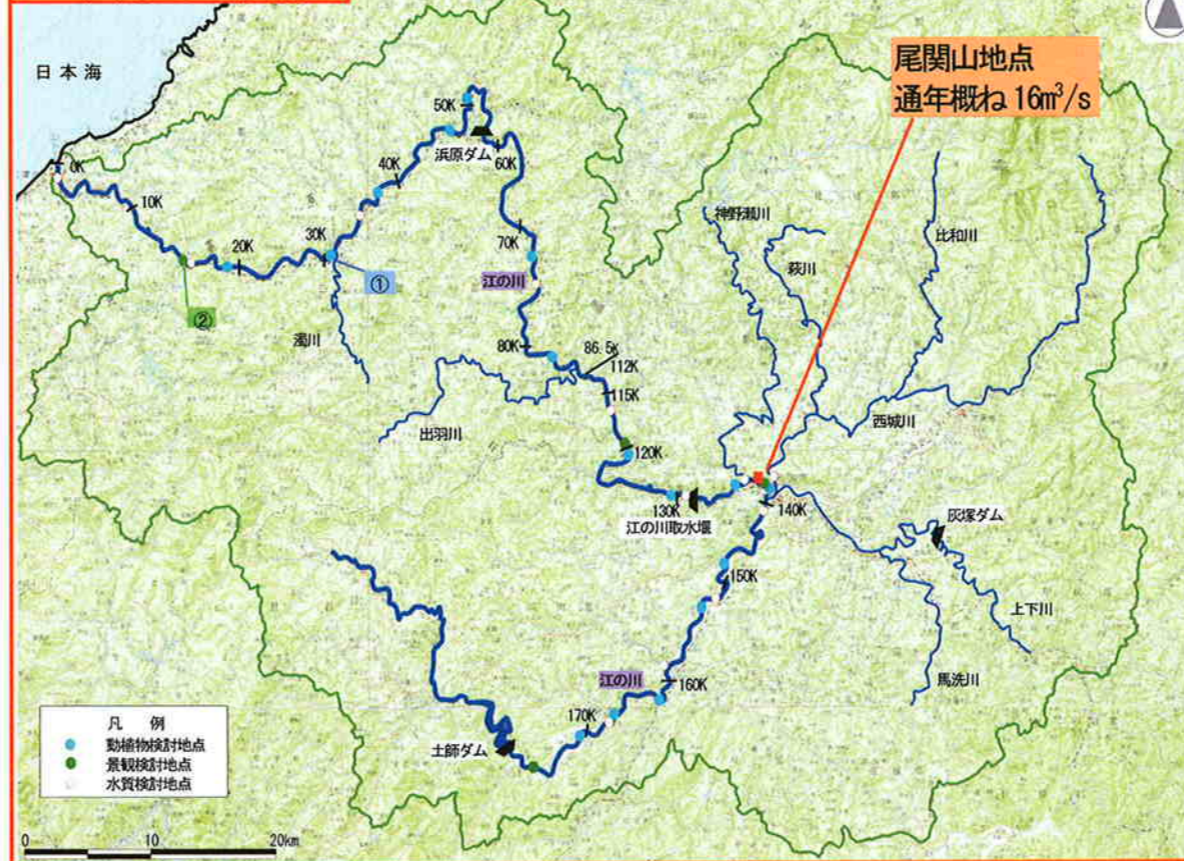 日本海
尾関山地点
通年概ね 16m³/s
0K
10K
20K
30K
40K
50K
浜原ダム
60K
70K
江の川
80K
86.5K
112K
115K
120K
130K
江の川取水堰
140K
150K
160K
170K
①
②
濁川
出羽川
神野瀬川
萩川
比和川
西城川
灰塚ダム
上下川
馬洗川
江の川
土師ダム
凡 例
動植物検討地点
景観検討地点
水質検討地点
0 10 20km